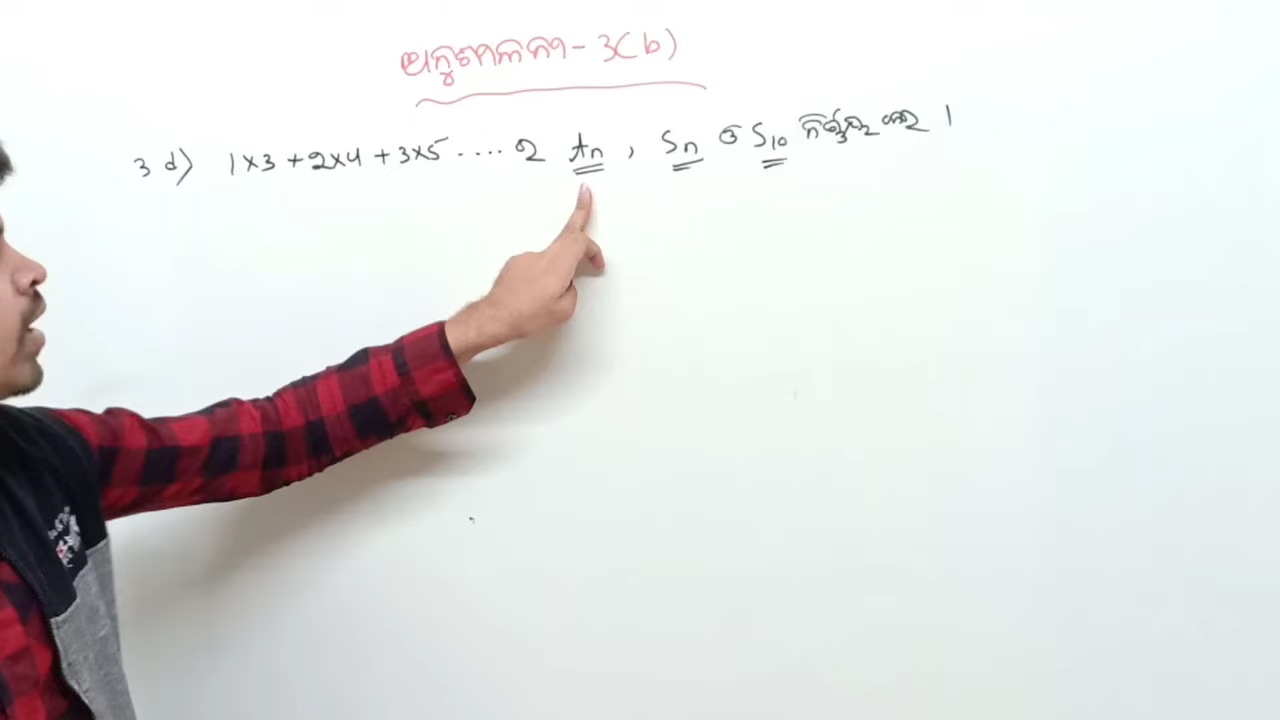 ଅନୁଶୀଳନୀ - 3(b)
3 d) 1×3 + 2×4 + 3×5 .... ର tn , Sn ଓ S10 ନିର୍ଣ୍ଣୟ କର ।